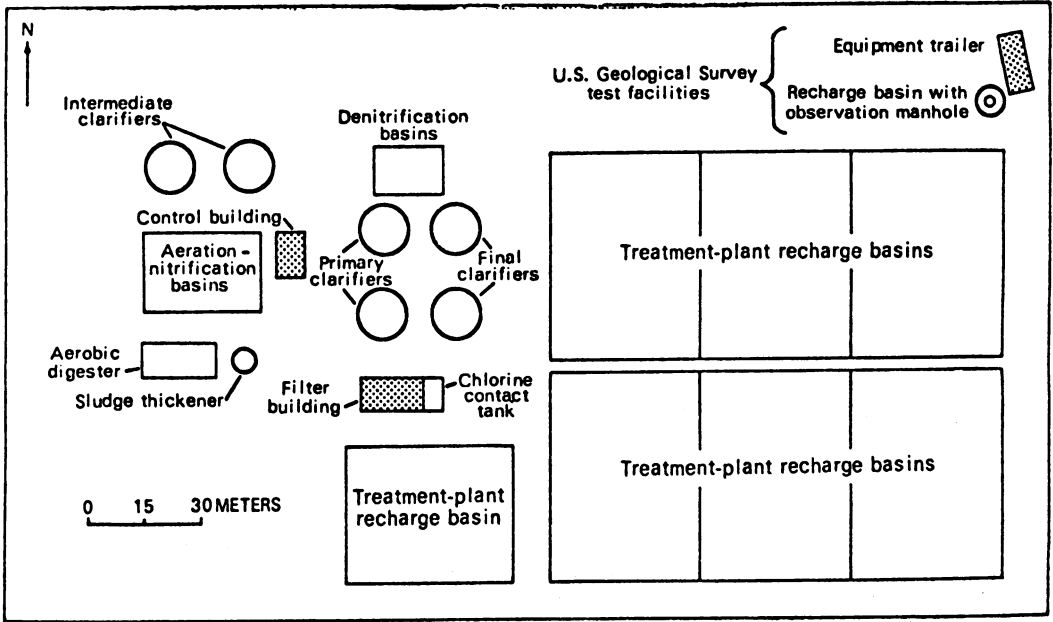 N
Equipment trailer
U.S. Geological Survey
test facilities
Recharge basin with
observation manhole
Intermediate
clarifiers
Denitrification
basins
Control building
Aeration -
nitrification
basins
Primary
clarifiers
Final
clarifiers
Treatment-plant recharge basins
Aerobic
digester
Sludge thickener
Filter
building
Chlorine
contact
tank
Treatment-plant
recharge basin
Treatment-plant recharge basins
0 15 30 METERS